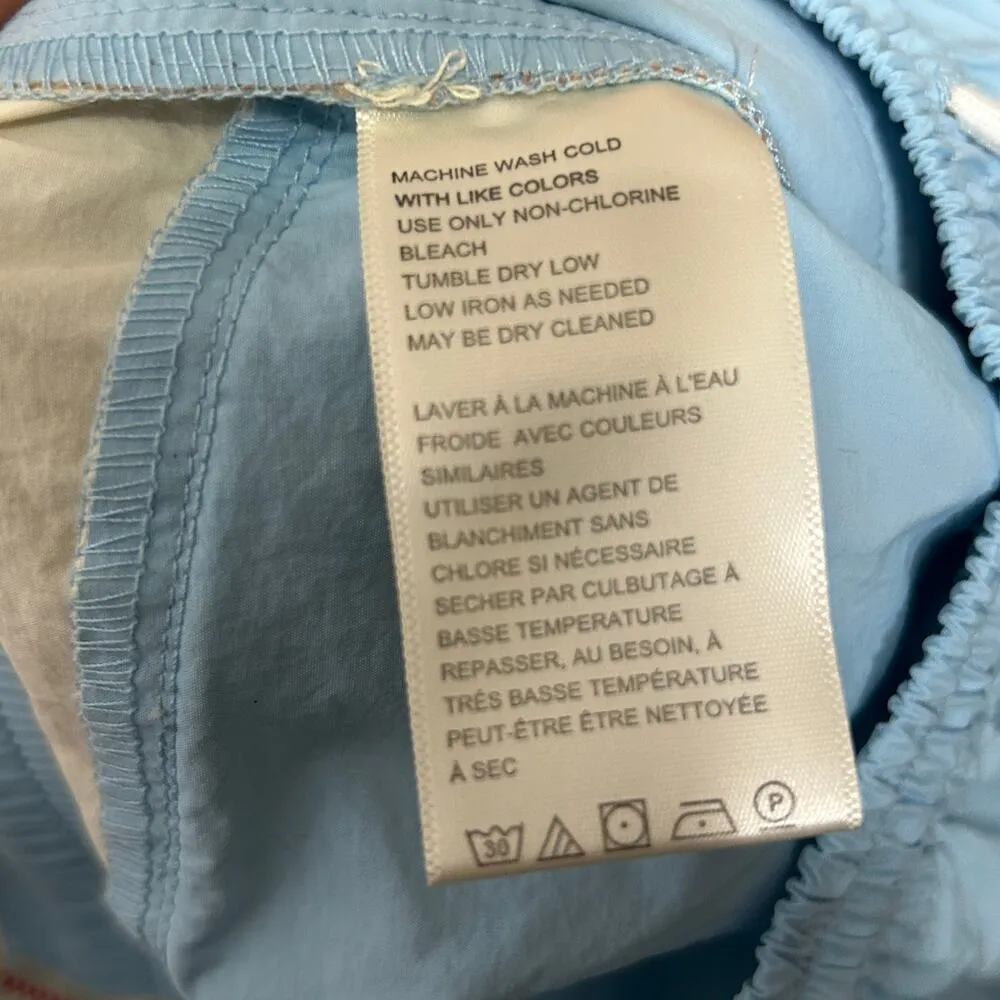 MACHINE WASH COLD
WITH LIKE COLORS
USE ONLY NON-CHLORINE
BLEACH
TUMBLE DRY LOW
LOW IRON AS NEEDED
MAY BE DRY CLEANED
LAVER À LA MACHINE À L'EAU
FROIDE AVEC COULEURS
SIMILAIRES
UTILISER UN AGENT DE
BLANCHIMENT SANS
CHLORE SI NÉCESSAIRE
SECHER PAR CULBUTAGE À
BASSE TEMPERATURE
REPASSER, AU BESOIN, À
TRÉS BASSE TEMPÉRATURE
PEUT-ÊTRE ÊTRE NETTOYÉE
À SEC
30 P